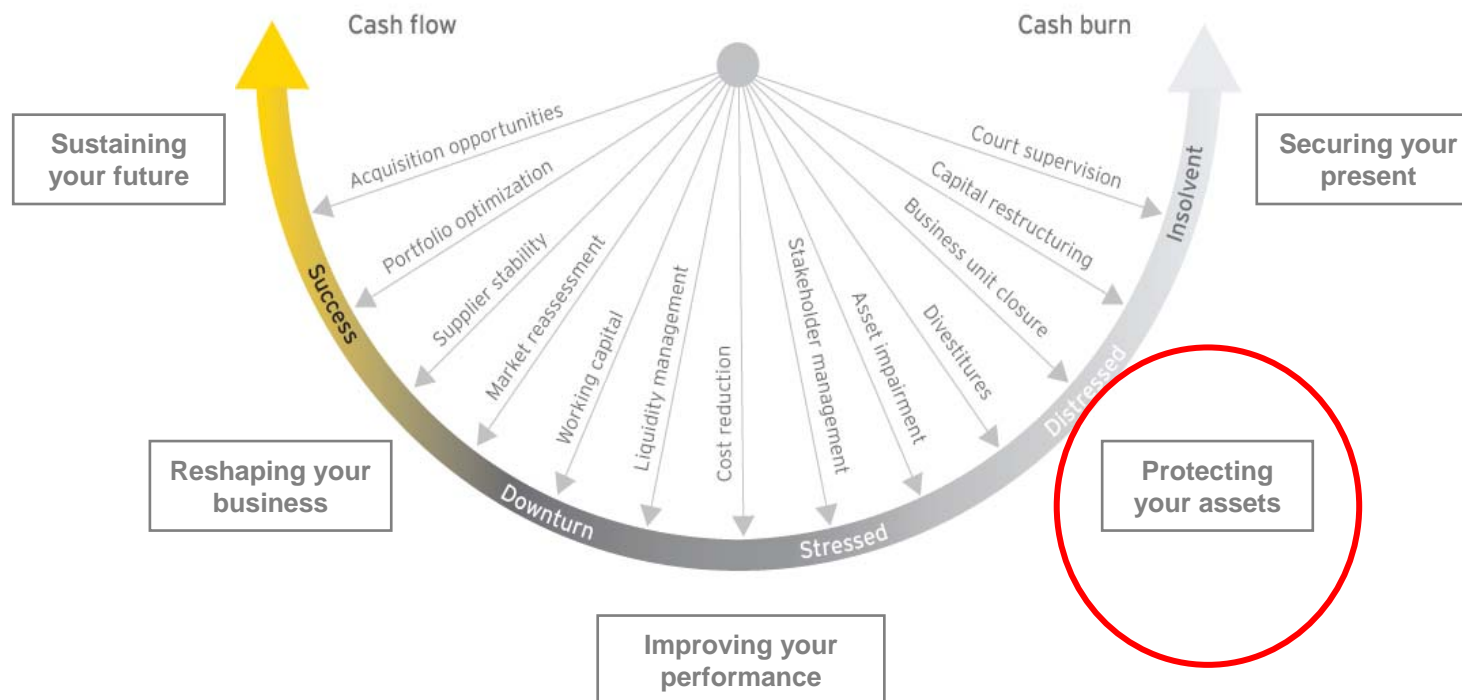 Cash flow
Cash burn
Sustaining
your future
Securing your
present
Acquisition opportunities
Portfolio optimization
Supplier stability
Market reassessment
Working capital
Liquidity management
Cost reduction
Stakeholder management
Asset impairment
Divestitures
Business unit closure
Capital restructuring
Court supervision
Success
Downturn
Stressed
Distressed
Insolvent
Reshaping your
business
Protecting
your assets
Improving your
performance